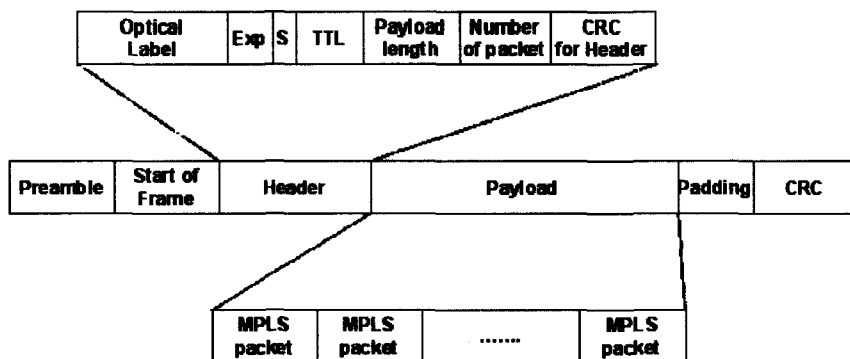 Optical Label Exp S TTL Payload length Number of packet CRC for Header
Preamble Start of Frame Header Payload Padding CRC
MPLS packet MPLS packet ....... MPLS packet